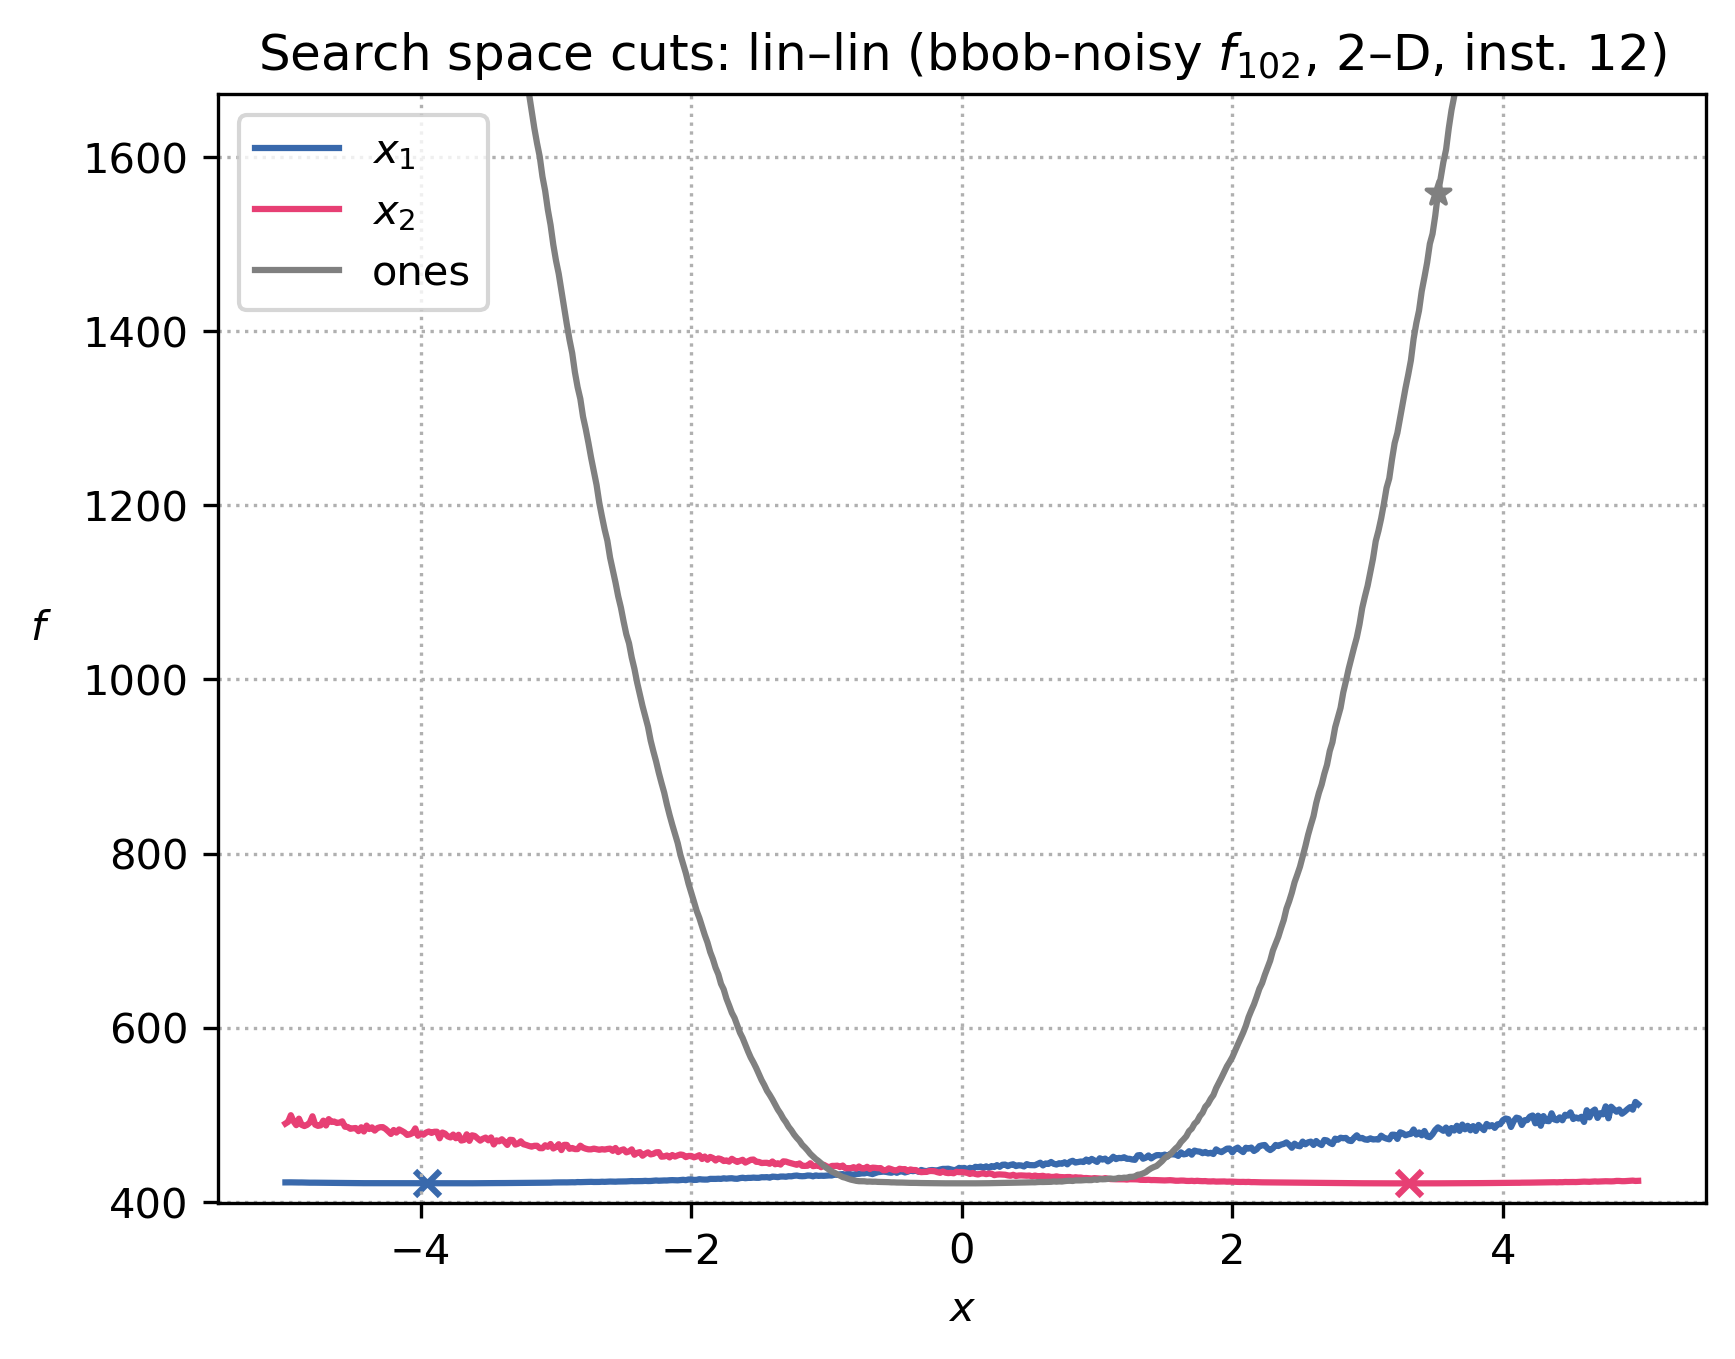 Search space cuts: lin–lin (bbob-noisy f₁₀₂, 2–D, inst. 12)
x₁
x₂
ones
1600
1400
1200
1000
800
600
400
f
−4 −2 0 2 4
x